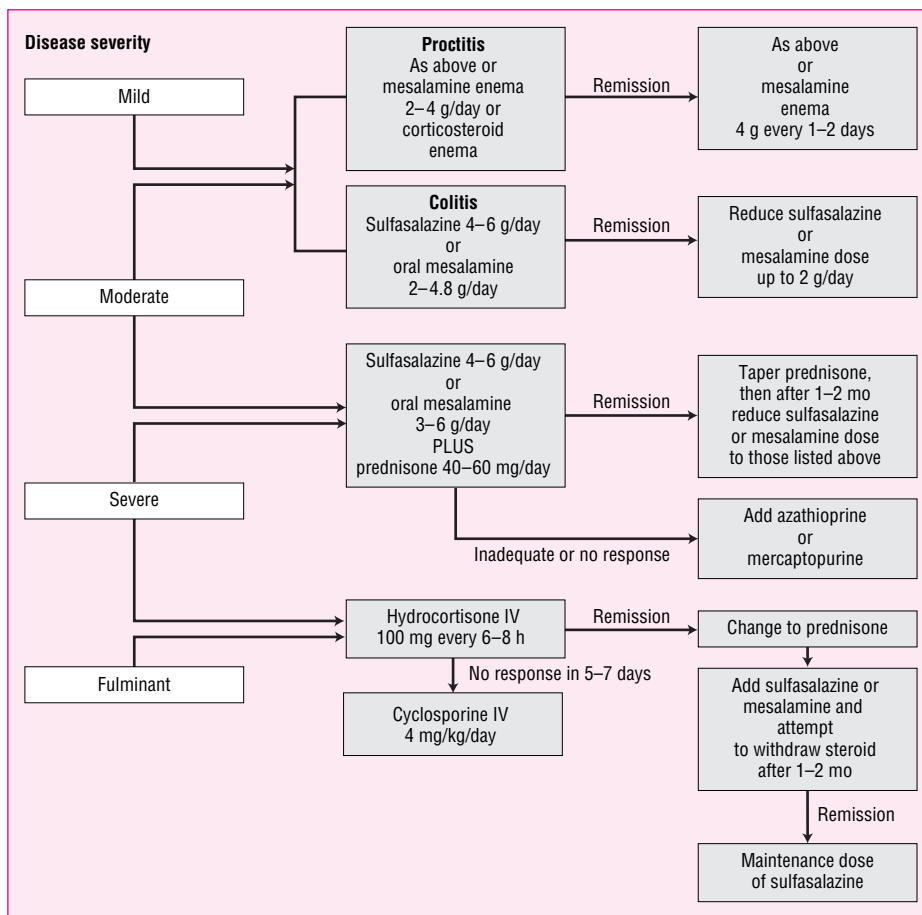 Disease severity
Mild
Moderate
Severe
Fulminant
Proctitis
As above or
mesalamine enema
2–4 g/day or
corticosteroid
enema
Remission
As above
or
mesalamine
enema
4 g every 1–2 days
Colitis
Sulfasalazine 4–6 g/day
or
oral mesalamine
2–4.8 g/day
Remission
Reduce sulfasalazine
or
mesalamine dose
up to 2 g/day
Sulfasalazine 4–6 g/day
or
oral mesalamine
3–6 g/day
PLUS
prednisone 40–60 mg/day
Remission
Taper prednisone,
then after 1–2 mo
reduce sulfasalazine
or mesalamine dose
to those listed above
Inadequate or no response
Add azathioprine
or
mercaptopurine
Hydrocortisone IV
100 mg every 6–8 h
Remission
Change to prednisone
No response in 5–7 days
Cyclosporine IV
4 mg/kg/day
Add sulfasalazine or
mesalamine and
attempt
to withdraw steroid
after 1–2 mo
Remission
Maintenance dose
of sulfasalazine